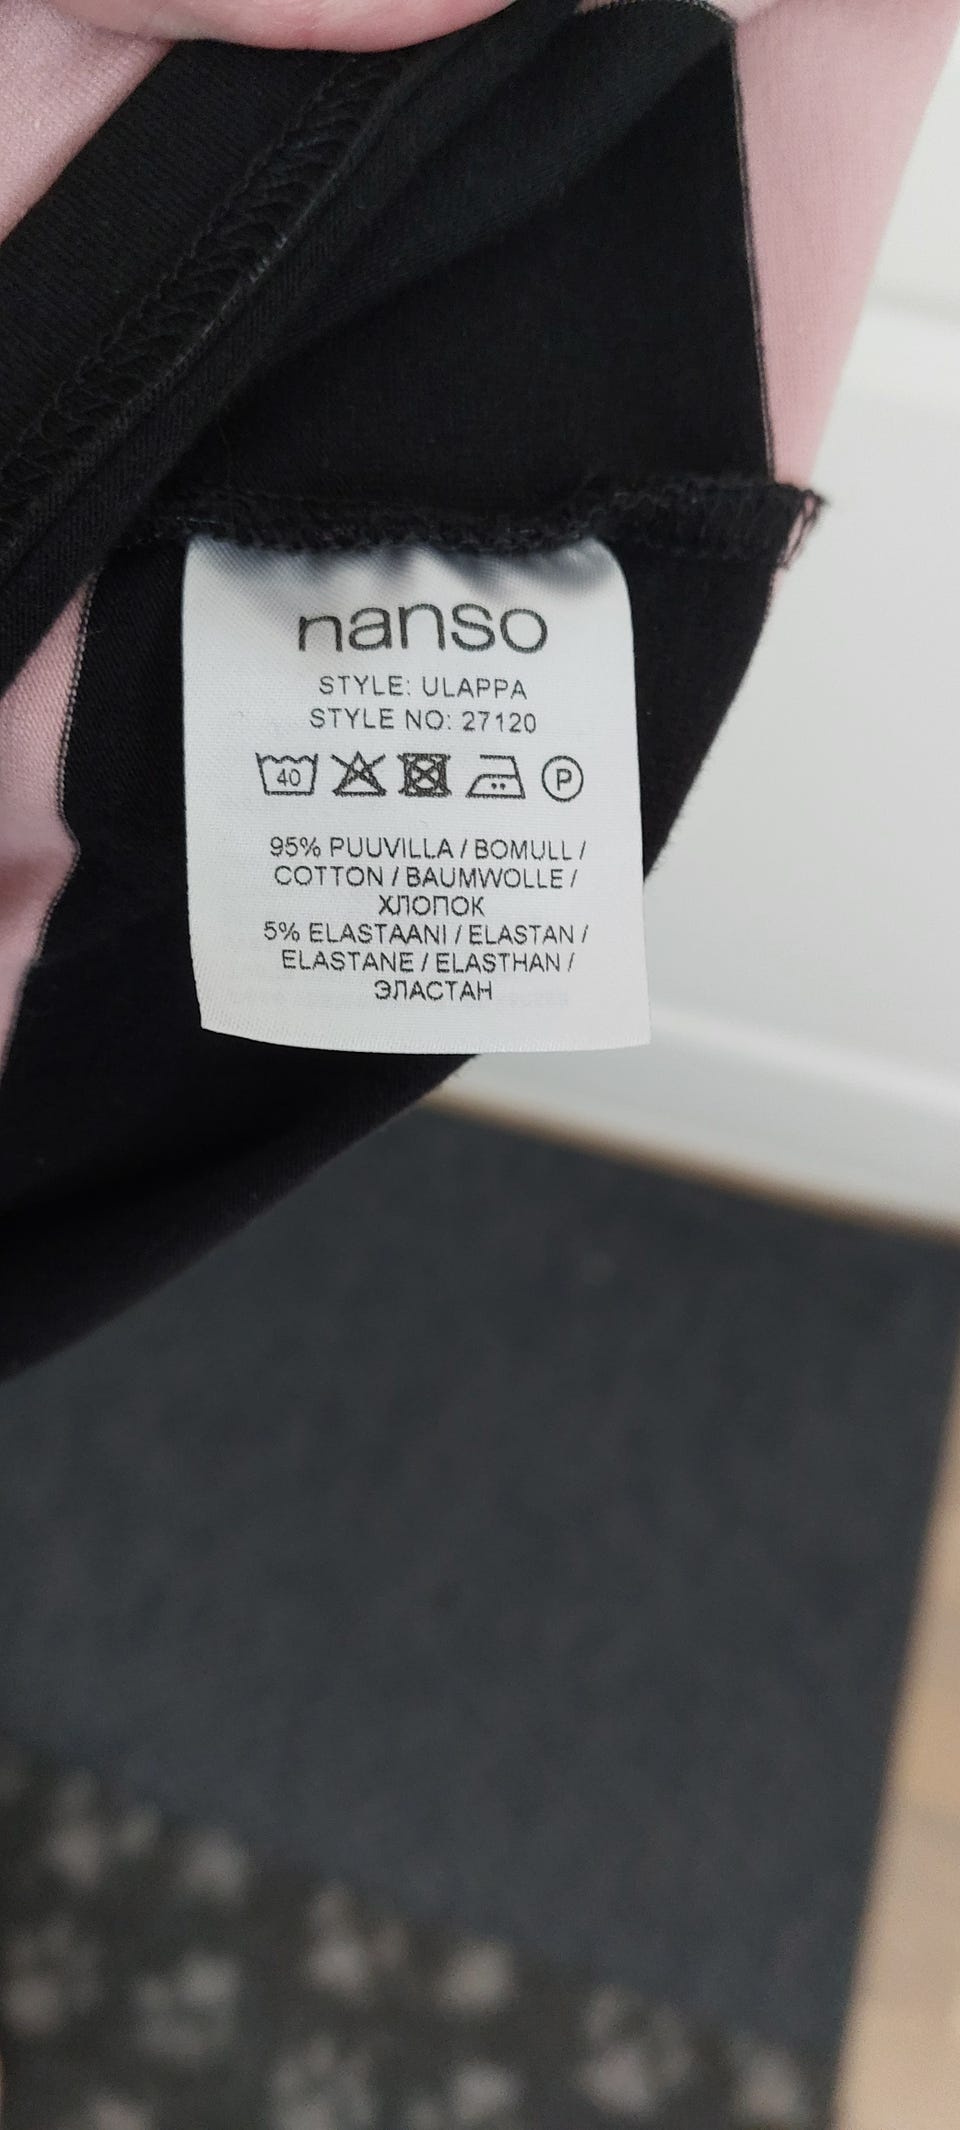 nanso
STYLE: ULAPPA
STYLE NO: 27120
40 P
95% PUUVILLA / BOMULL /
COTTON / BAUMWOLLE /
ХЛОПОК
5% ELASTAANI / ELASTAN /
ELASTANE / ELASTHAN /
ЭЛАСТАН